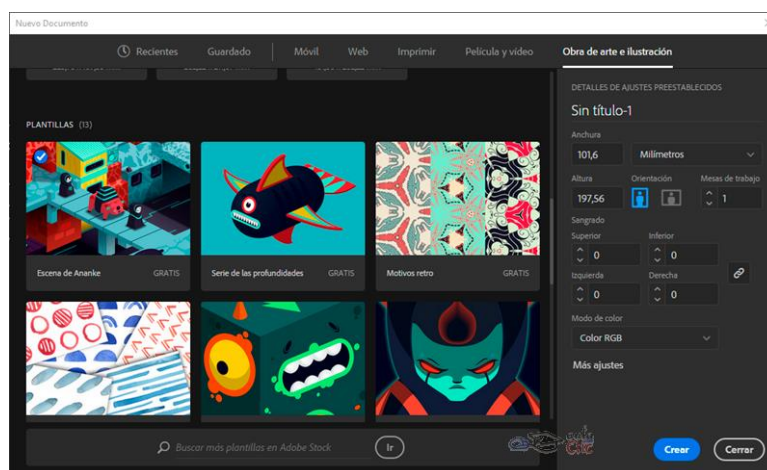 Nuevo Documento
Recientes Guardado Móvil Web Imprimir Película y vídeo Obra de arte e ilustración
PLANTILLAS (13)
Escena de Ananke GRATIS
Serie de las profundidades GRATIS
Motivos retro GRATIS
Buscar más plantillas en Adobe Stock
Ir
DETALLES DE AJUSTES PREESTABLECIDOS
Sin título-1
Anchura
101,6 Milímetros
Altura Orientación Mesas de trabajo
197,56 1
Sangrado
Superior Inferior
0 0
Izquierda Derecha
0 0
Modo de color
Color RGB
Más ajustes
Crear Cerrar